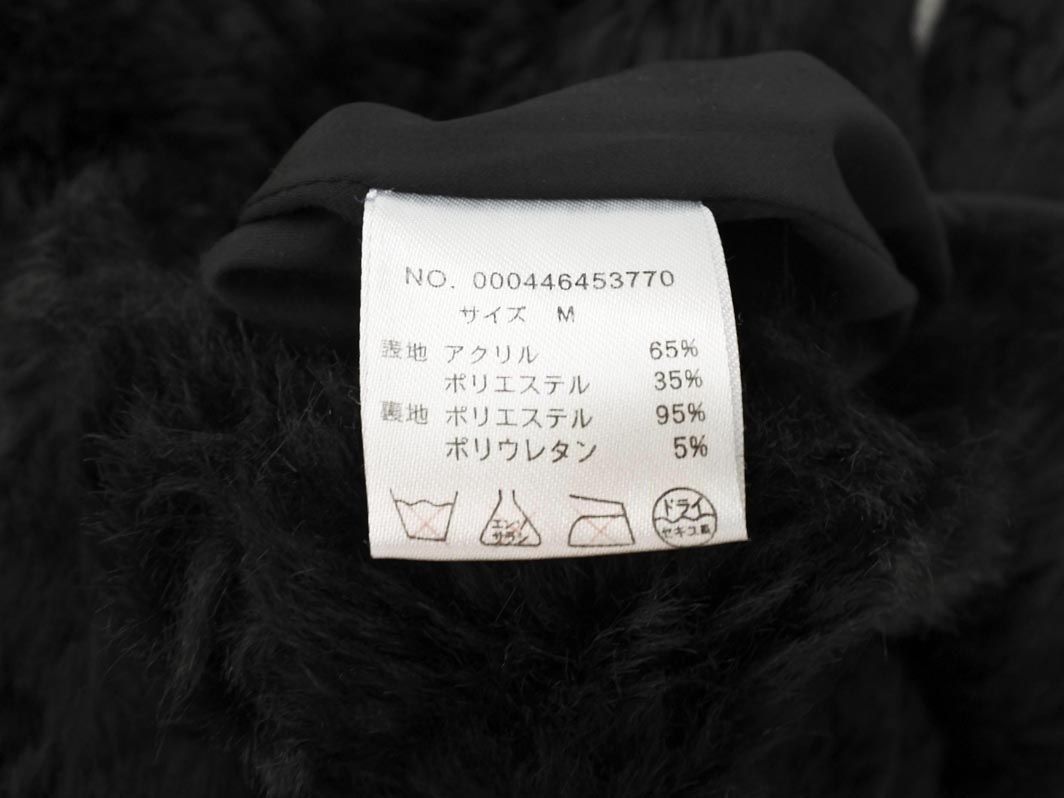 NO. 000446453770
サイズ M
表地 アクリル 65%
ポリエステル 35%
裏地 ポリエステル 95%
ポリウレタン 5%
エンソ
サラシ
ドライ
セキユ系